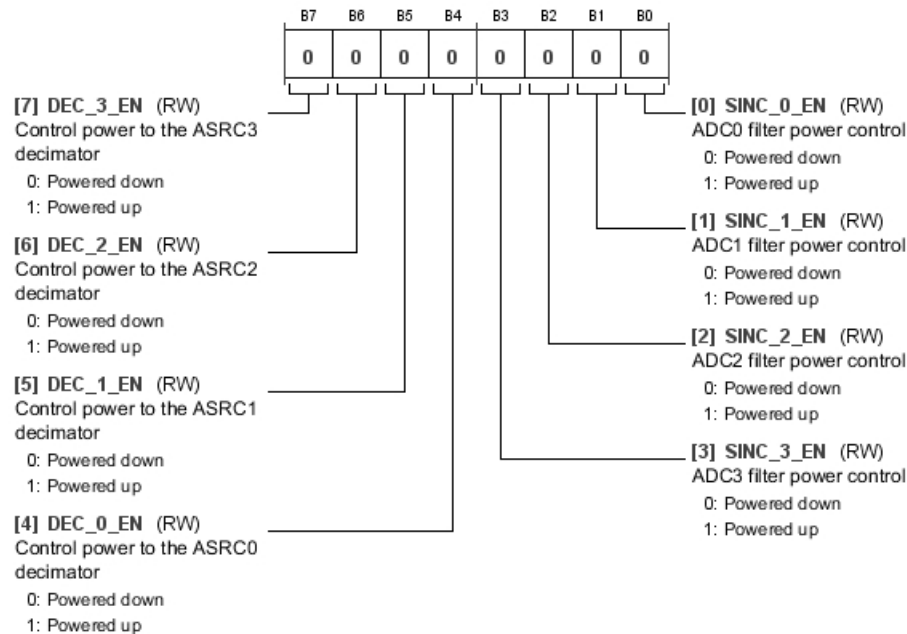 B7 B6 B5 B4 B3 B2 B1 B0
0 0 0 0 0 0 0 0
[7] DEC_3_EN (RW)
Control power to the ASRC3
decimator
0: Powered down
1: Powered up
[6] DEC_2_EN (RW)
Control power to the ASRC2
decimator
0: Powered down
1: Powered up
[5] DEC_1_EN (RW)
Control power to the ASRC1
decimator
0: Powered down
1: Powered up
[4] DEC_0_EN (RW)
Control power to the ASRC0
decimator
0: Powered down
1: Powered up
[0] SINC_0_EN (RW)
ADC0 filter power control
0: Powered down
1: Powered up
[1] SINC_1_EN (RW)
ADC1 filter power control
0: Powered down
1: Powered up
[2] SINC_2_EN (RW)
ADC2 filter power control
0: Powered down
1: Powered up
[3] SINC_3_EN (RW)
ADC3 filter power control
0: Powered down
1: Powered up